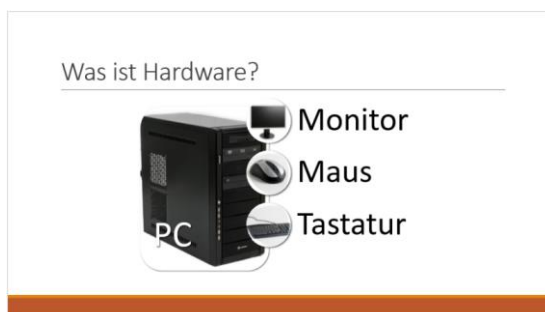 Was ist Hardware?
Monitor
Maus
PC
Tastatur